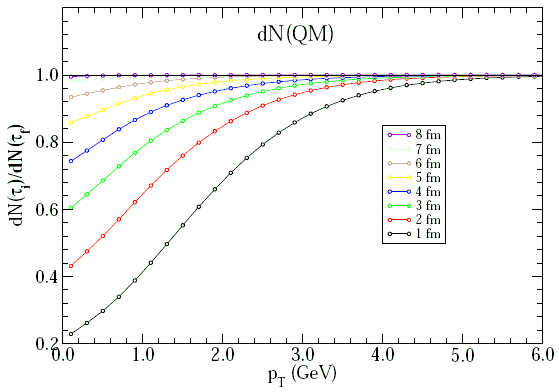 dN(QM)
dN(τi)/dN(τf)
1.0
0.8
0.6
0.4
0.2
8 fm
7 fm
6 fm
5 fm
4 fm
3 fm
2 fm
1 fm
0.0 1.0 2.0 3.0 4.0 5.0 6.0
pT (GeV)